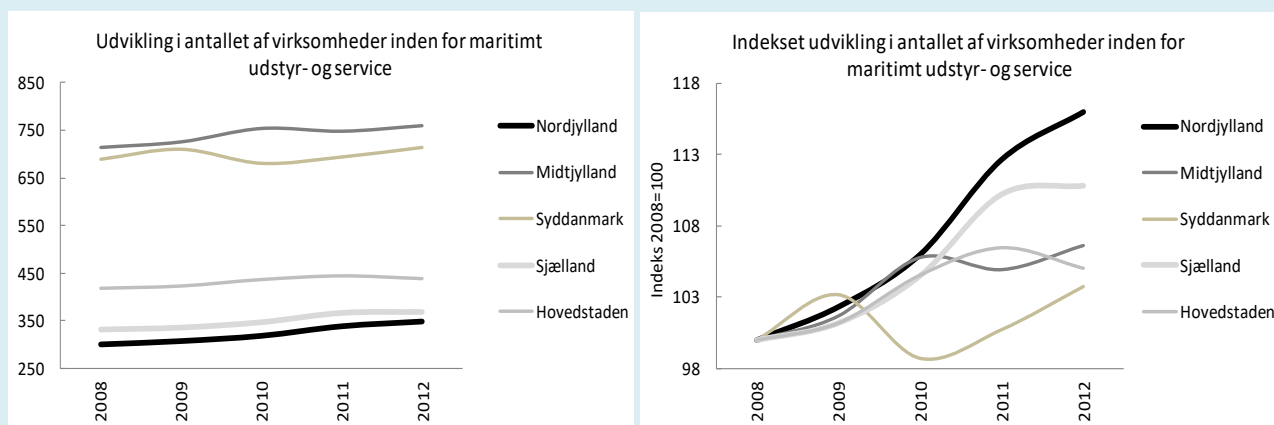 Udvikling i antallet af virksomheder inden for maritimt
udstyr- og service
850
750
650
550
450
350
250
2008
2009
2010
2011
2012
Nordjylland
Midtjylland
Syddanmark
Sjælland
Hovedstaden
Indekset udvikling i antallet af virksomheder inden for
maritimt udstyr- og service
Indeks 2008=100
118
113
108
103
98
2008
2009
2010
2011
2012
Nordjylland
Midtjylland
Syddanmark
Sjælland
Hovedstaden